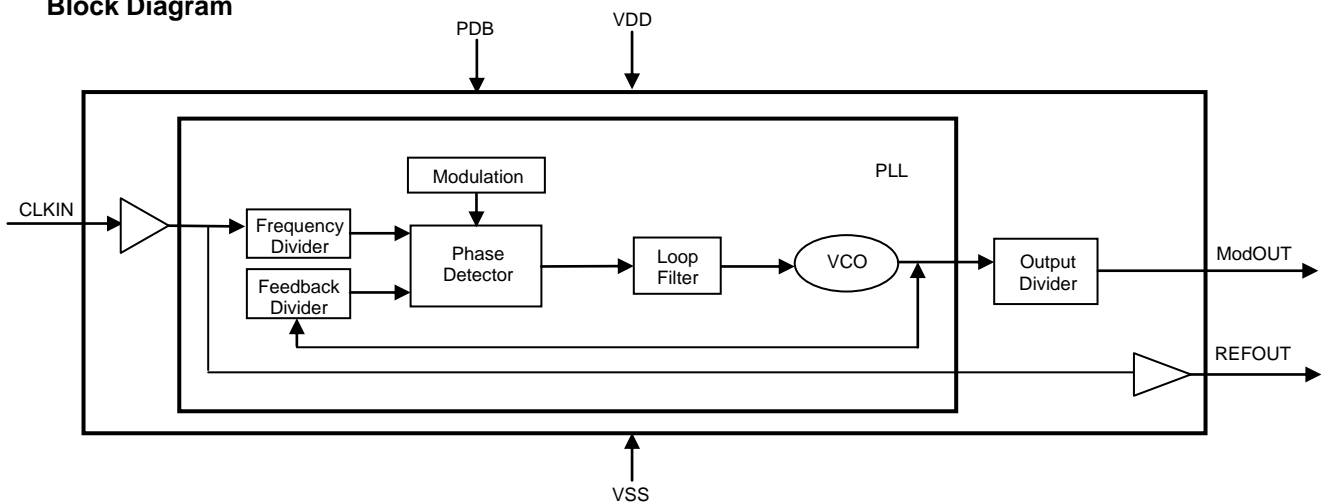 Block Diagram
PDB
VDD
CLKIN
Modulation
PLL
Frequency
Divider
Phase
Detector
Feedback
Divider
Loop
Filter
VCO
Output
Divider
ModOUT
REFOUT
VSS